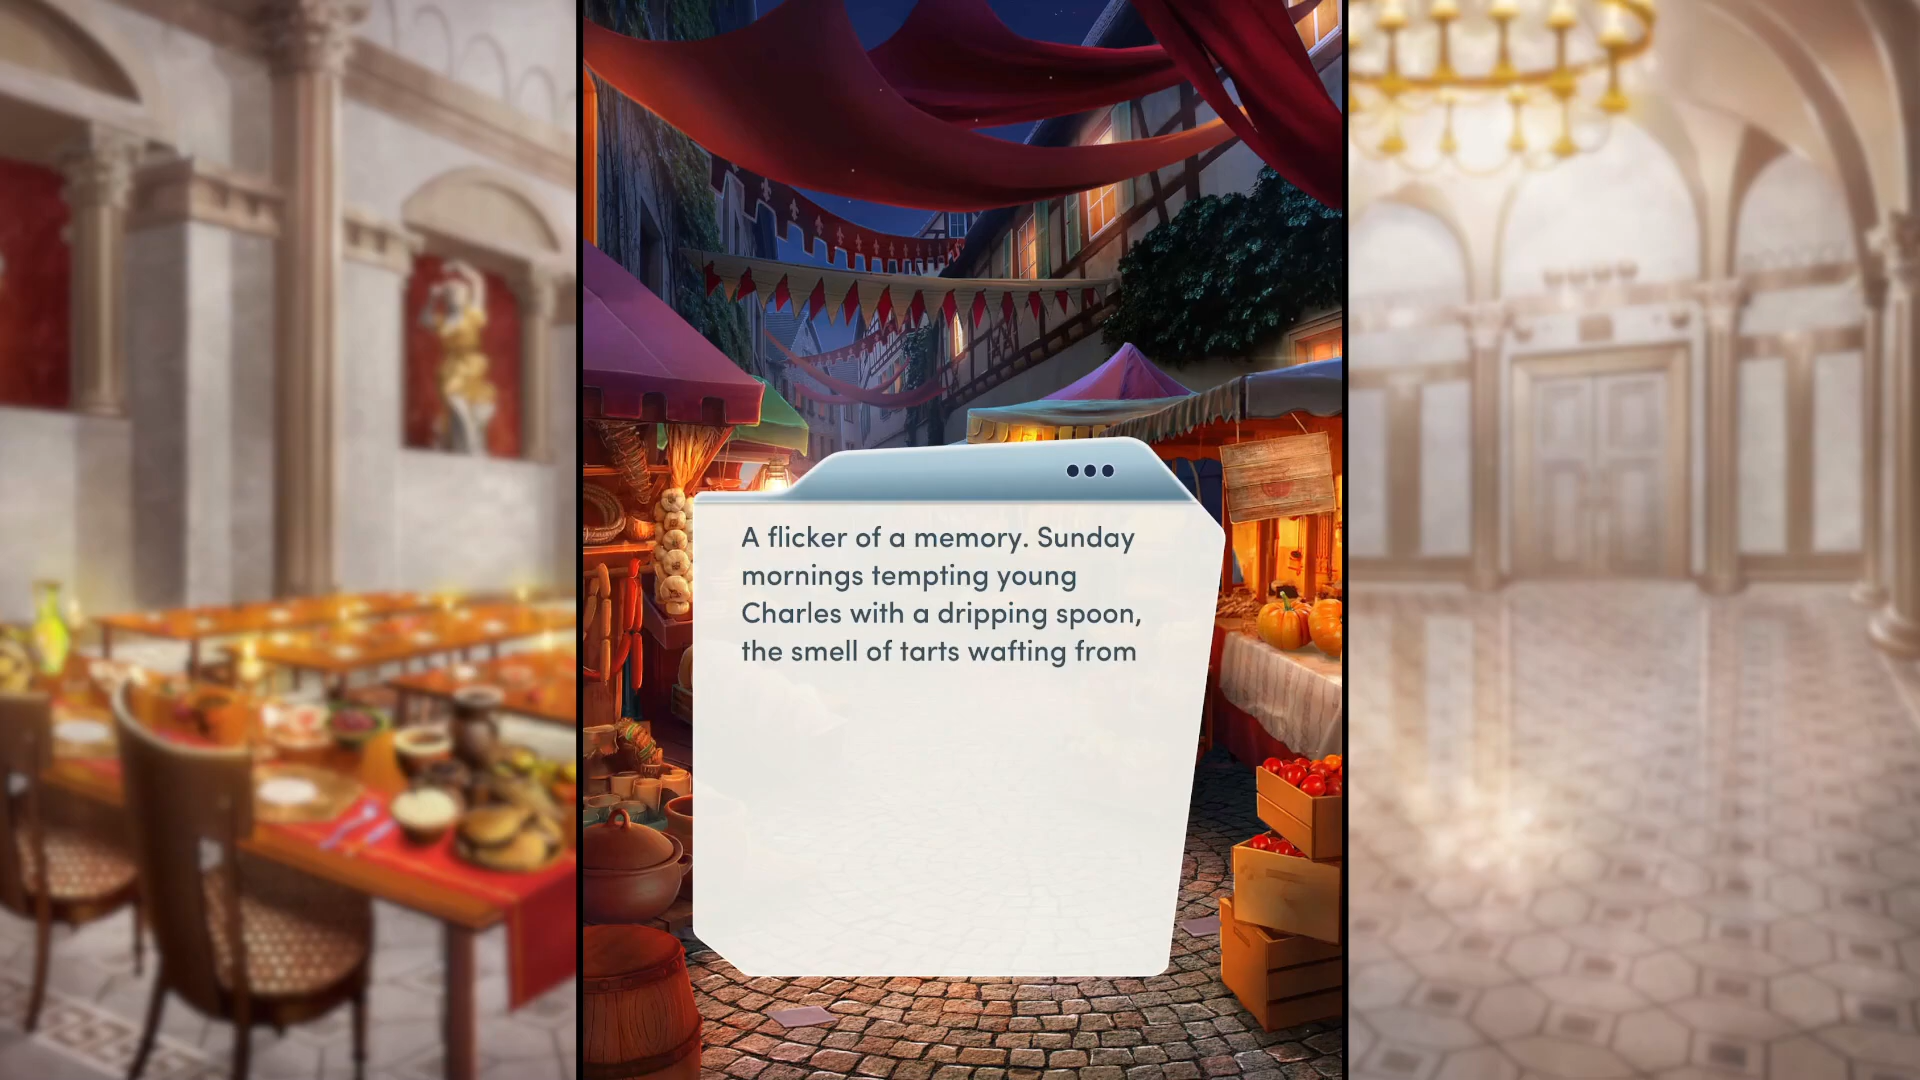 A flicker of a memory. Sunday
mornings tempting young
Charles with a dripping spoon,
the smell of tarts wafting from